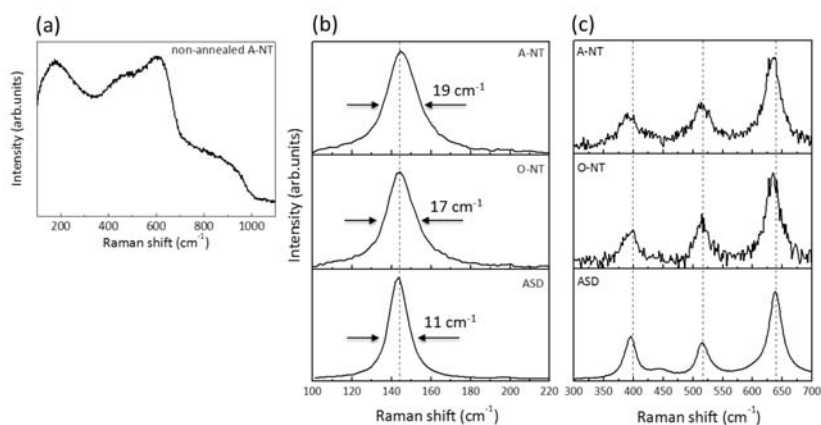 (a)
non-annealed A-NT
Intensity (arb.units)
200 400 600 800 1000
Raman shift (cm⁻¹)
(b)
A-NT
19 cm⁻¹
O-NT
17 cm⁻¹
ASD
11 cm⁻¹
Intensity (arb.units)
100 120 140 160 180 200 220
Raman shift (cm⁻¹)
(c)
A-NT
O-NT
ASD
300 350 400 450 500 550 600 650 700
Raman shift (cm⁻¹)